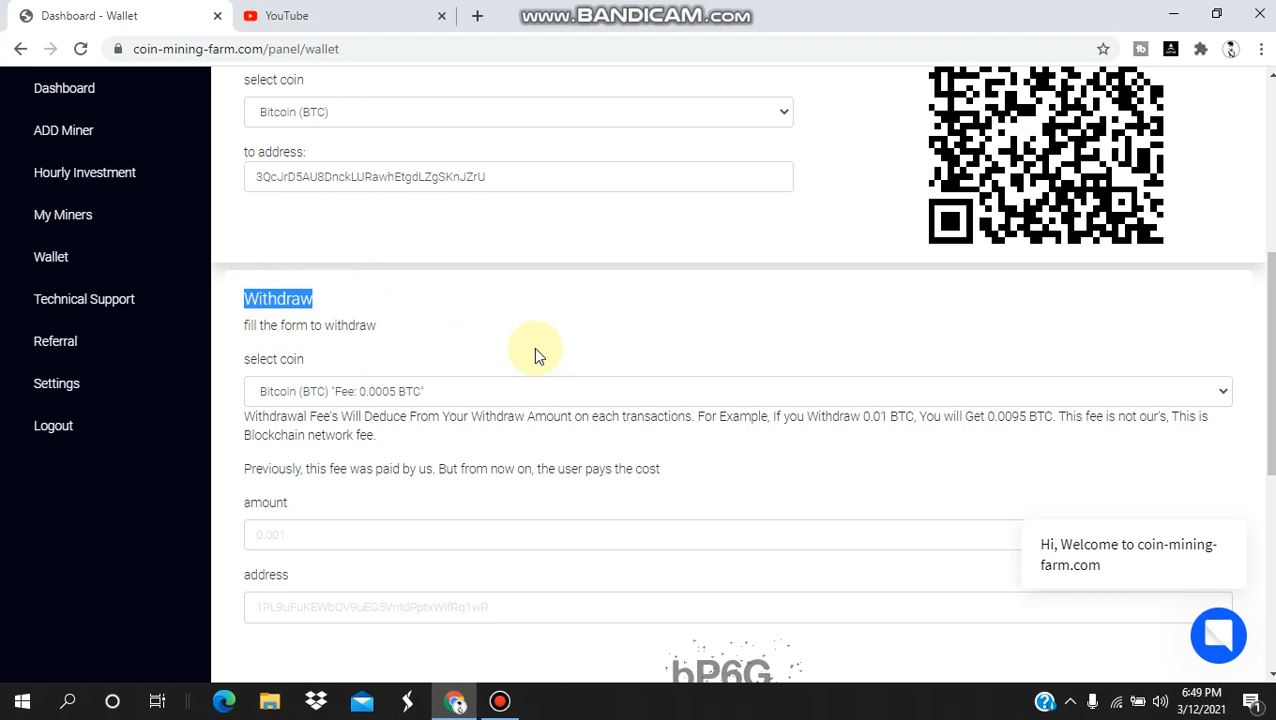 Dashboard - Wallet
YouTube
www.BANDICAM.com
coin-mining-farm.com/panel/wallet
Dashboard
ADD Miner
Hourly Investment
My Miners
Wallet
Technical Support
Referral
Settings
Logout
select coin
Bitcoin (BTC)
to address:
3QcJrD5AU8DnckLURawhEtgdLZgSKnJZrU
Withdraw
fill the form to withdraw
select coin
Bitcoin (BTC) "Fee: 0.0005 BTC"
Withdrawal Fee's Will Deduce From Your Withdraw Amount on each transactions. For Example, If you Withdraw 0.01 BTC, You will Get 0.0095 BTC. This fee is not our's, This is
Blockchain network fee.
Previously, this fee was paid by us. But from now on, the user pays the cost
amount
0.001
address
1PL9uFuKEWbQV9uEG5VntdPptxWifRq1wR
bP6G
Hi, Welcome to coin-mining-
farm.com
6:49 PM
3/12/2021